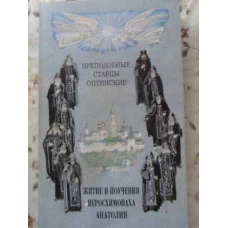 ПРЕПОДОБНЫЕ
СТАРЦЫ
ОПТИНСКИЕ
ЖИТИЕ И ПОУЧЕНИЯ
ИЕРОСХИМОНАХА
АНАТОЛИЯ